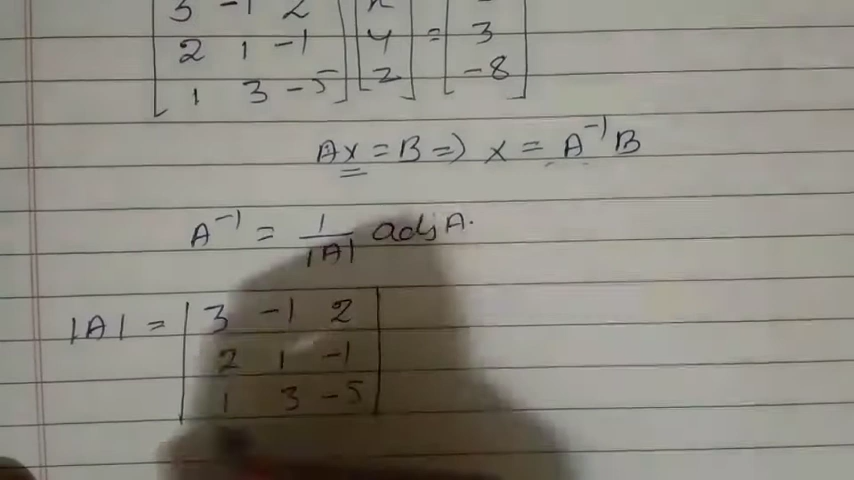 3 -1 2
2 1 -1 y = 3
1 3 -5 z -8
Ax = B => x = A⁻¹B
A⁻¹ = 1/|A| adj A.
|A| = 3 -1 2
2 1 -1
1 3 -5